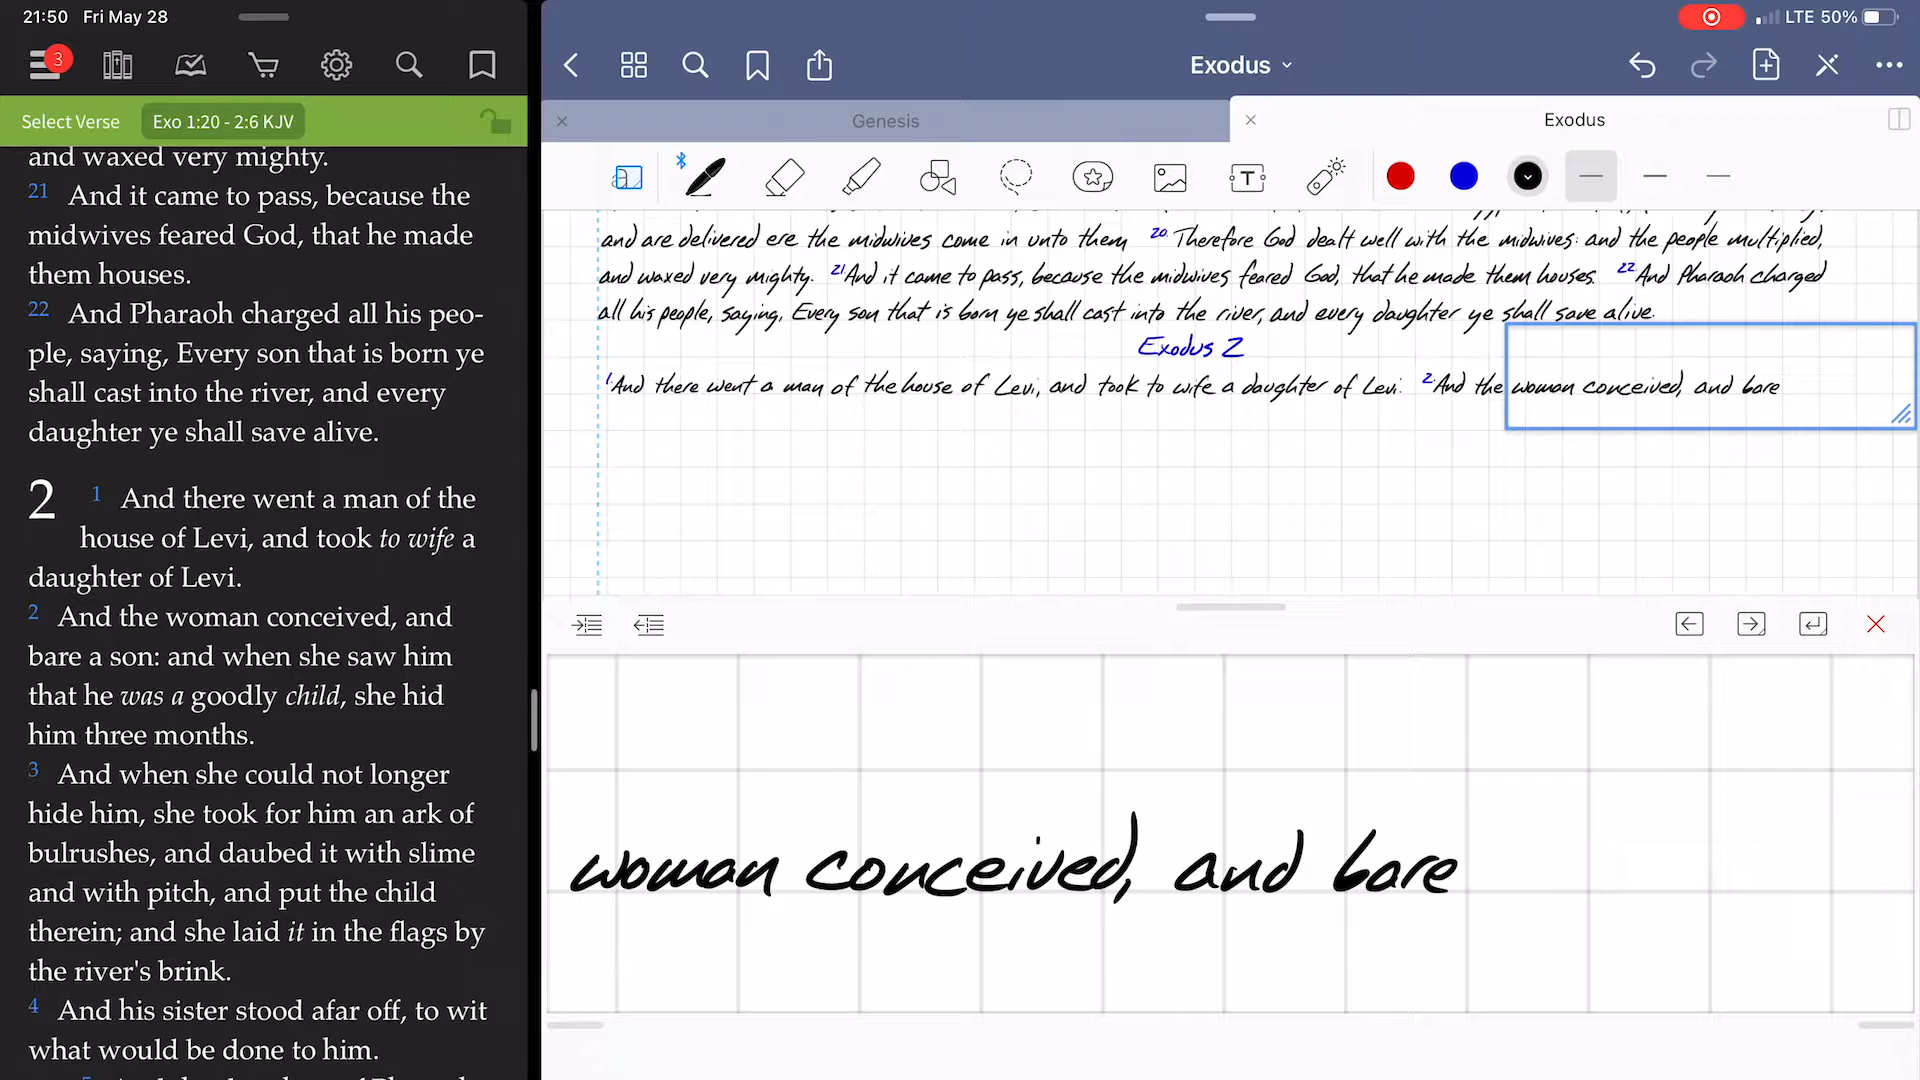 21:50 Fri May 28
LTE 50%
3
Exodus
Select Verse Exo 1:20 - 2:6 KJV
Genesis
Exodus
T
and waxed very mighty.
21 And it came to pass, because the
midwives feared God, that he made
them houses.
22 And Pharaoh charged all his peo-
ple, saying, Every son that is born ye
shall cast into the river, and every
daughter ye shall save alive.
2 1 And there went a man of the
house of Levi, and took to wife a
daughter of Levi.
2 And the woman conceived, and
bare a son: and when she saw him
that he was a goodly child, she hid
him three months.
3 And when she could not longer
hide him, she took for him an ark of
bulrushes, and daubed it with slime
and with pitch, and put the child
therein; and she laid it in the flags by
the river's brink.
4 And his sister stood afar off, to wit
what would be done to him.
and are delivered ere the midwives come in unto them 20. Therefore God dealt well with the midwives: and the people multiplied,
and waxed very mighty. 21 And it came to pass, because the midwives feared God, that he made them houses. 22. And Pharaoh charged
all his people, saying, Every son that is born ye shall cast into the river, and every daughter ye shall save alive.
Exodus 2
1. And there went a man of the house of Levi, and took to wife a daughter of Levi. 2. And the woman conceived, and bare
woman conceived, and bare